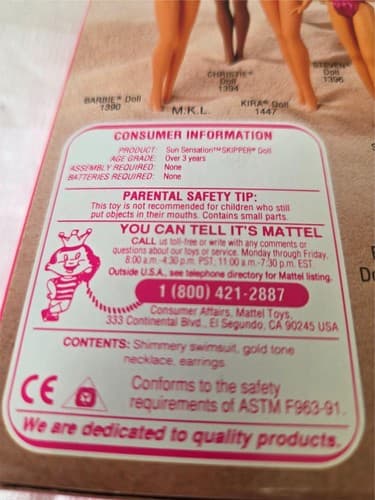 CHRISTIE® Doll 1394
STEVEN® Doll 1396
BARBIE® Doll 1390
M.K.L.
KIRA® Doll 1447
CONSUMER INFORMATION
PRODUCT: Sun Sensation™ SKIPPER® Doll
AGE GRADE: Over 3 years
ASSEMBLY REQUIRED: None
BATTERIES REQUIRED: None
PARENTAL SAFETY TIP:
This toy is not recommended for children who still
put objects in their mouths. Contains small parts.
YOU CAN TELL IT'S MATTEL
CALL us toll-free or write with any comments or
questions about our toys or service. Monday through Friday,
8:00 a.m.-4:30 p.m. PST, 11:00 a.m.-7:30 p.m. EST.
Outside U.S.A., see telephone directory for Mattel listing.
1 (800) 421-2887
Consumer Affairs, Mattel Toys,
333 Continental Blvd., El Segundo, CA 90245 USA
CONTENTS: Shimmery swimsuit, gold tone
necklace, earrings.
CE
Conforms to the safety
requirements of ASTM F963-91.
We are dedicated to quality products.